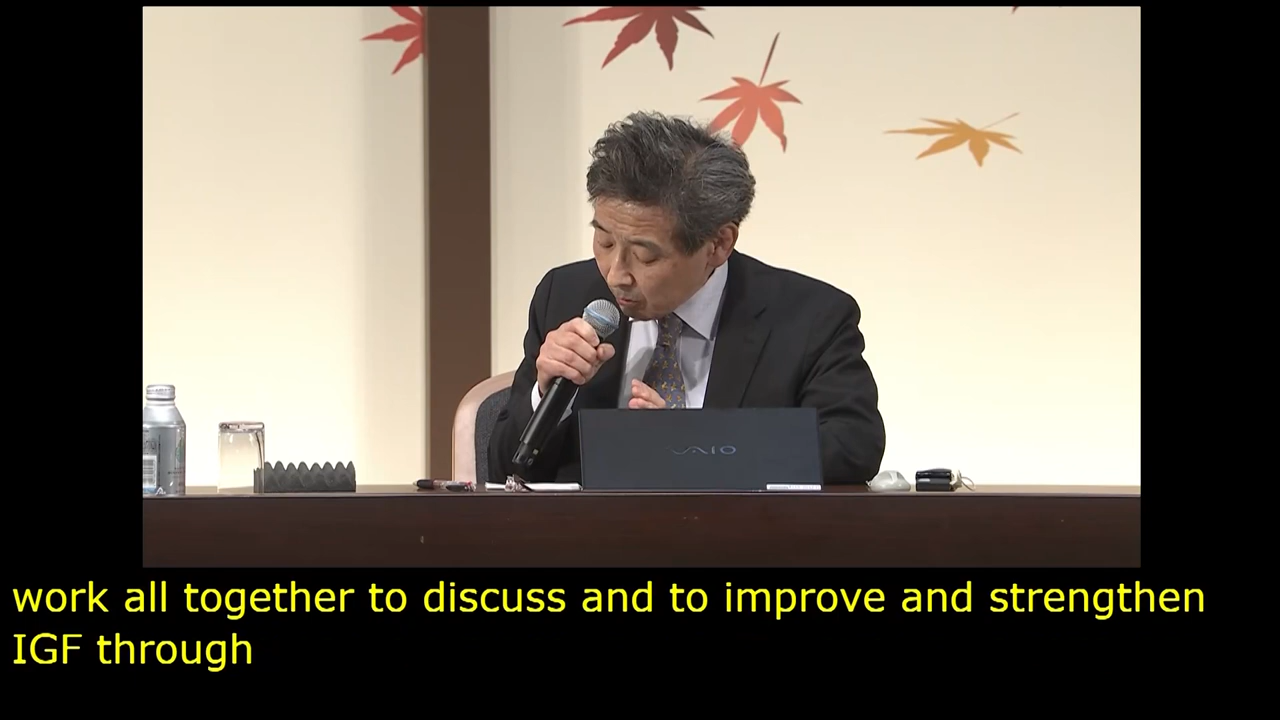 VAIO
work all together to discuss and to improve and strengthen
IGF through